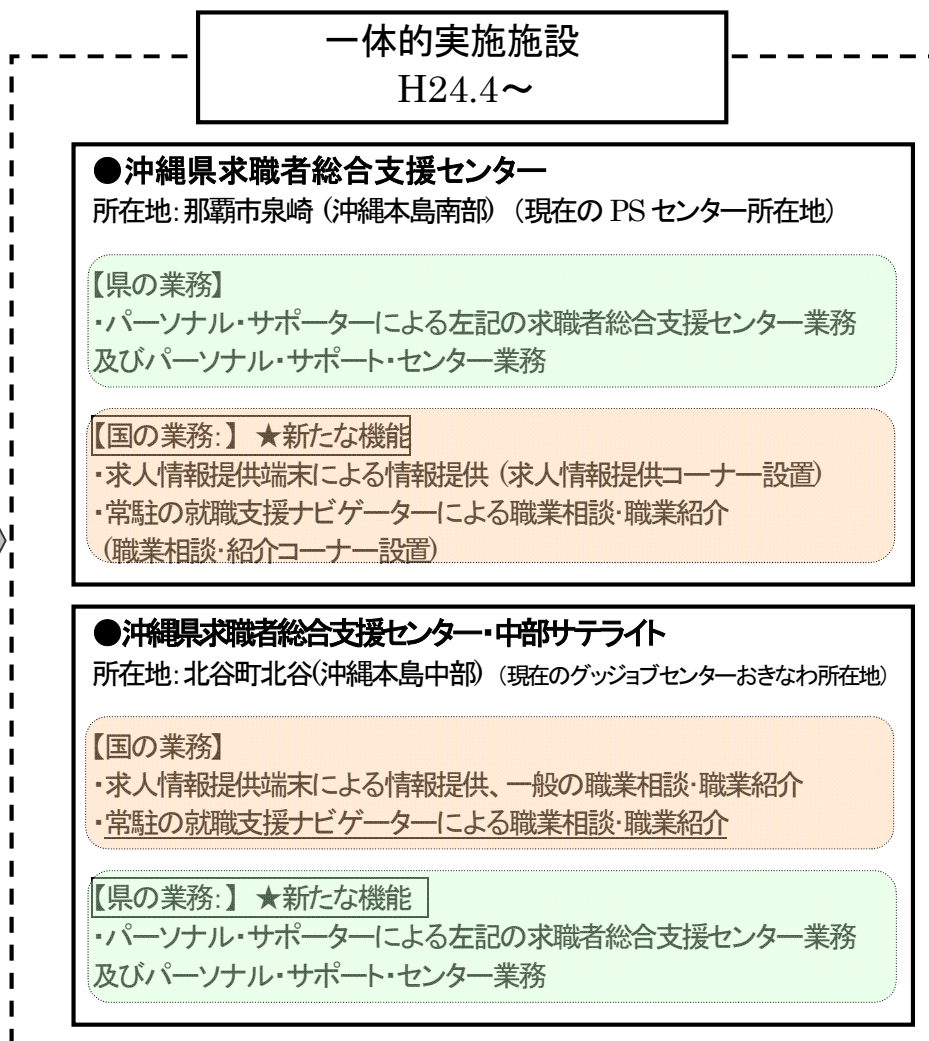 一体的実施施設
H24.4～
●沖縄県求職者総合支援センター
所在地：那覇市泉崎（沖縄本島南部）（現在の PS センター所在地）
【県の業務】
・パーソナル・サポーターによる左記の求職者総合支援センター業務
及びパーソナル・サポート・センター業務
【国の業務：】 ★新たな機能
・求人情報提供端末による情報提供（求人情報提供コーナー設置）
・常駐の就職支援ナビゲーターによる職業相談・職業紹介
（職業相談・紹介コーナー設置）
●沖縄県求職者総合支援センター・中部サテライト
所在地：北谷町北谷(沖縄本島中部)（現在のグッジョブセンターおきなわ所在地）
【国の業務】
・求人情報提供端末による情報提供、一般の職業相談・職業紹介
・常駐の就職支援ナビゲーターによる職業相談・職業紹介
【県の業務：】 ★新たな機能
・パーソナル・サポーターによる左記の求職者総合支援センター業務
及びパーソナル・サポート・センター業務